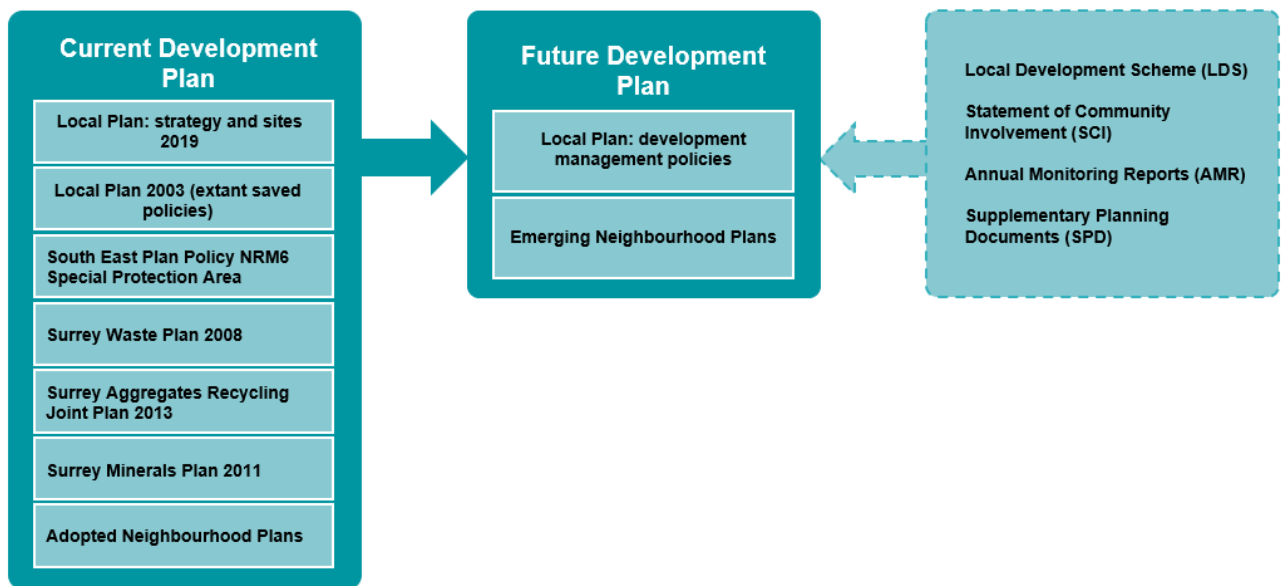 Current Development
Plan
Local Plan: strategy and sites
2019
Local Plan 2003 (extant saved
policies)
South East Plan Policy NRM6
Special Protection Area
Surrey Waste Plan 2008
Surrey Aggregates Recycling
Joint Plan 2013
Surrey Minerals Plan 2011
Adopted Neighbourhood Plans
Future Development
Plan
Local Plan: development
management policies
Emerging Neighbourhood Plans
Local Development Scheme (LDS)
Statement of Community
Involvement (SCI)
Annual Monitoring Reports (AMR)
Supplementary Planning
Documents (SPD)